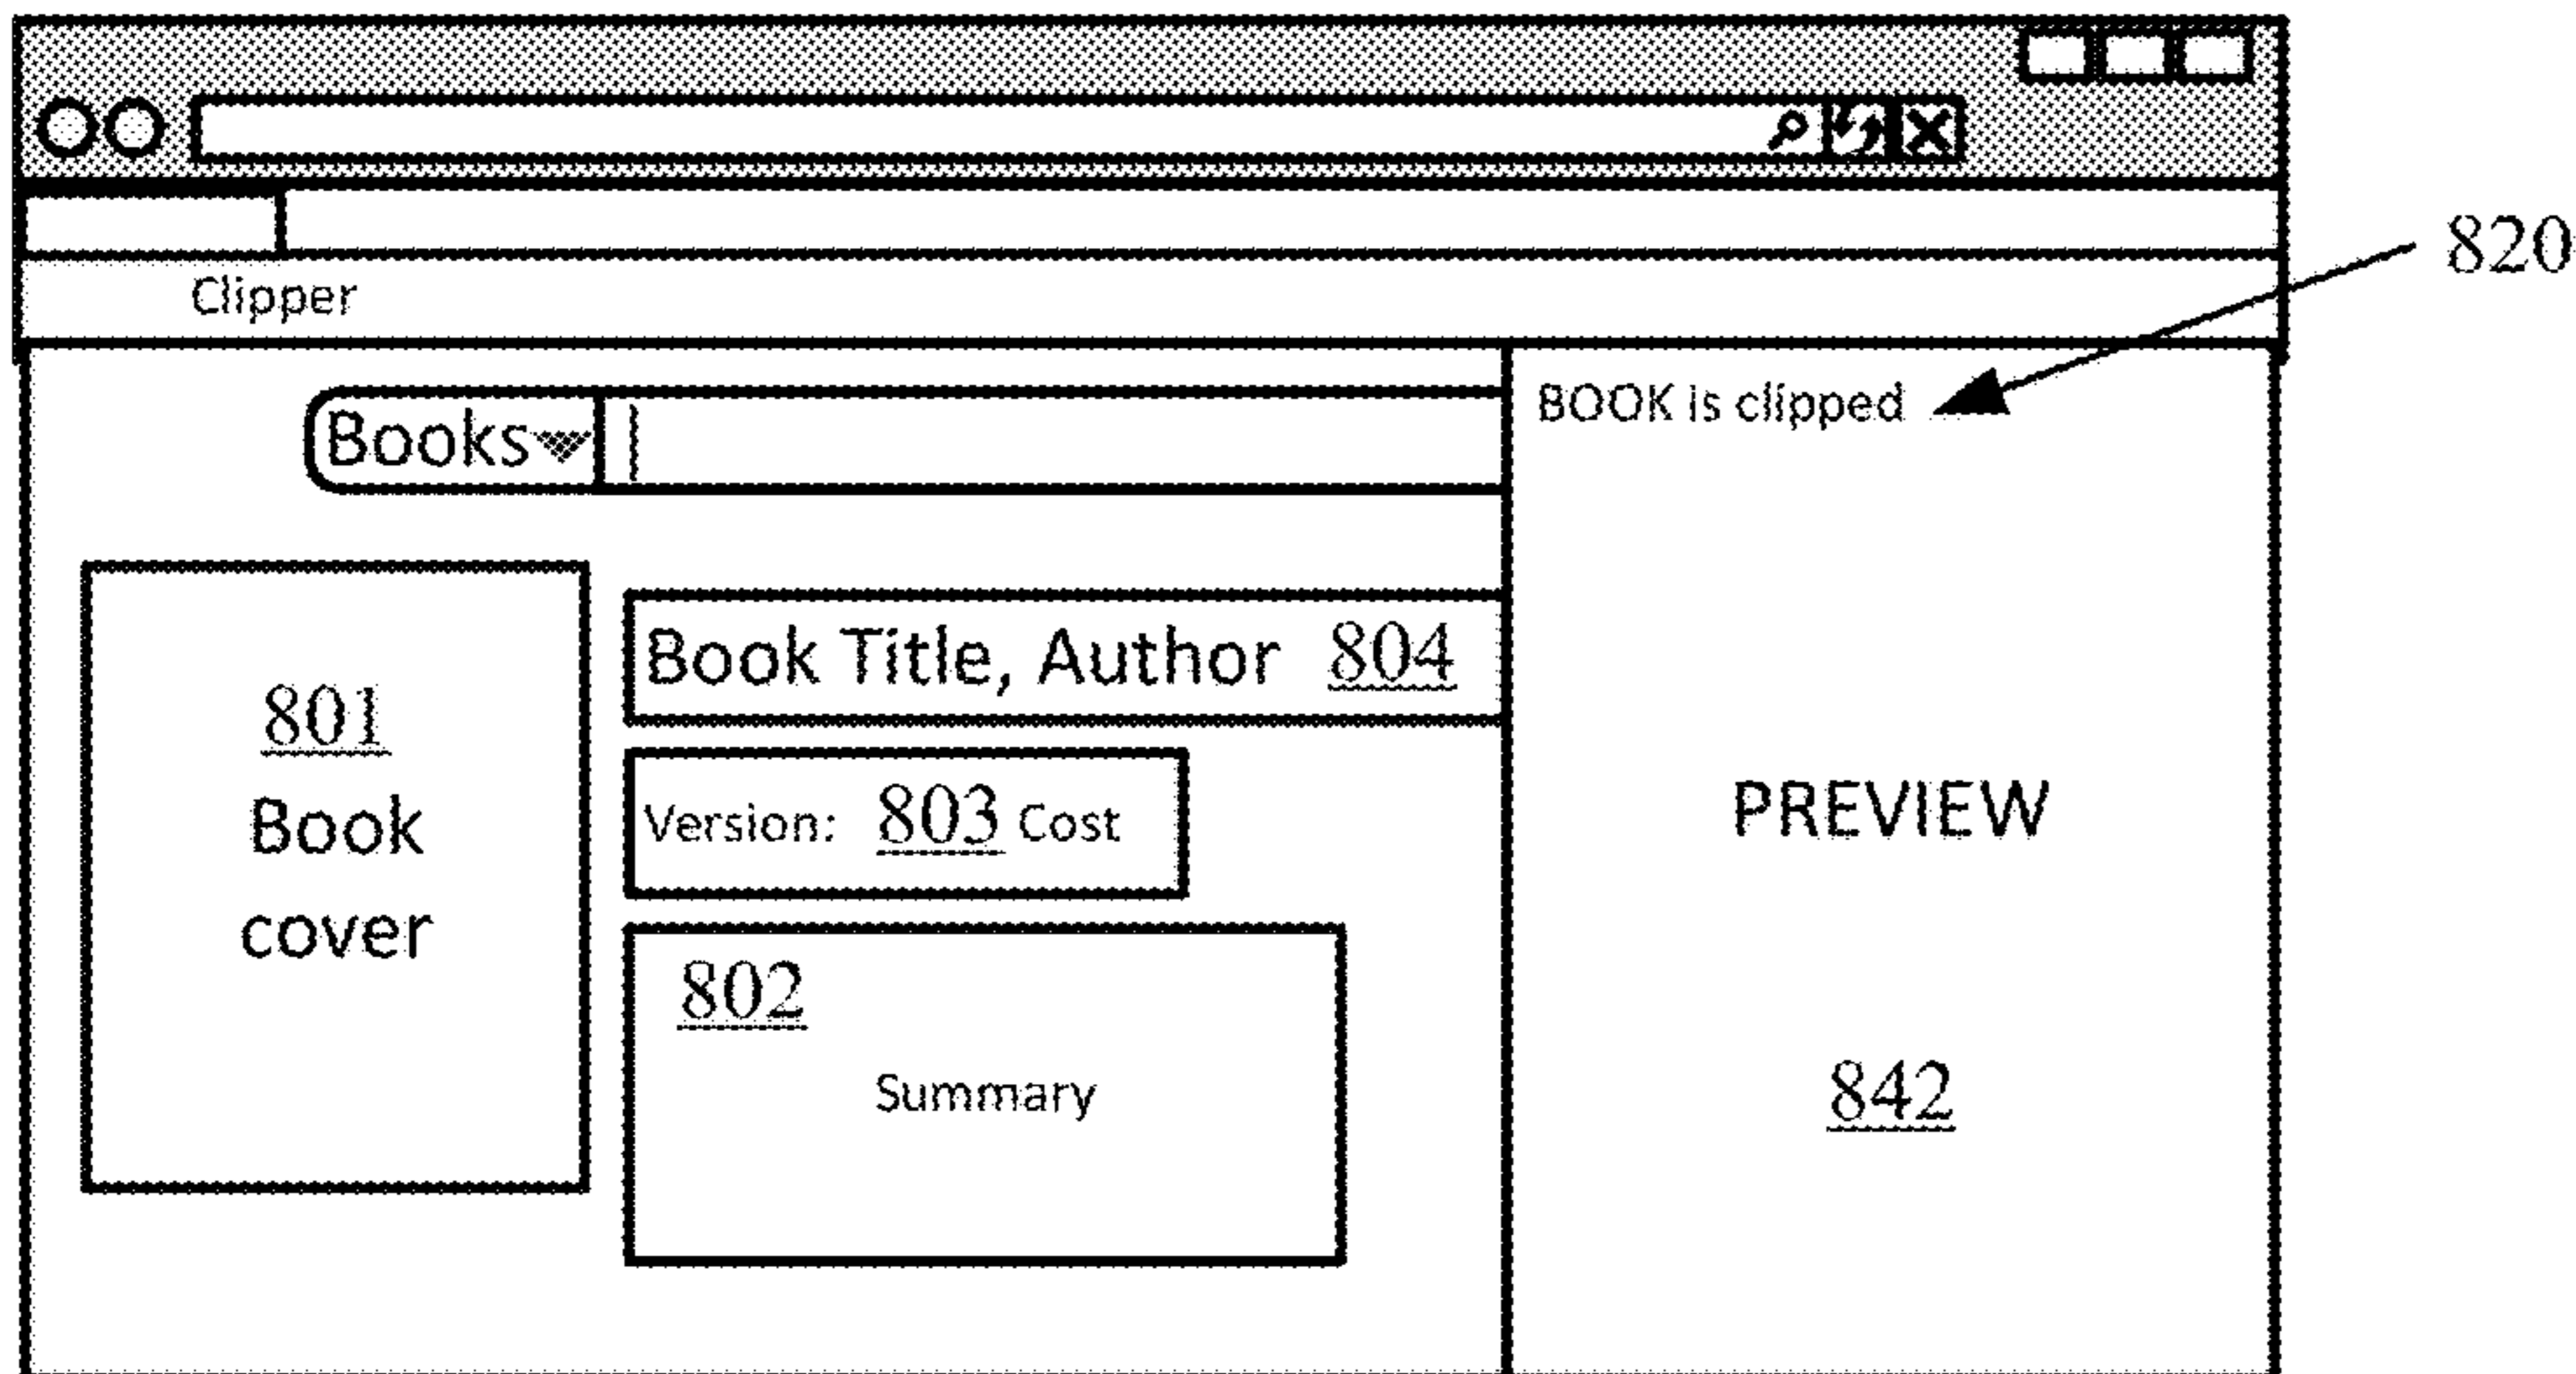 820
Clipper
Books
BOOK is clipped
Book Title, Author 804
801
Book
cover
Version: 803 Cost
802
Summary
PREVIEW
842